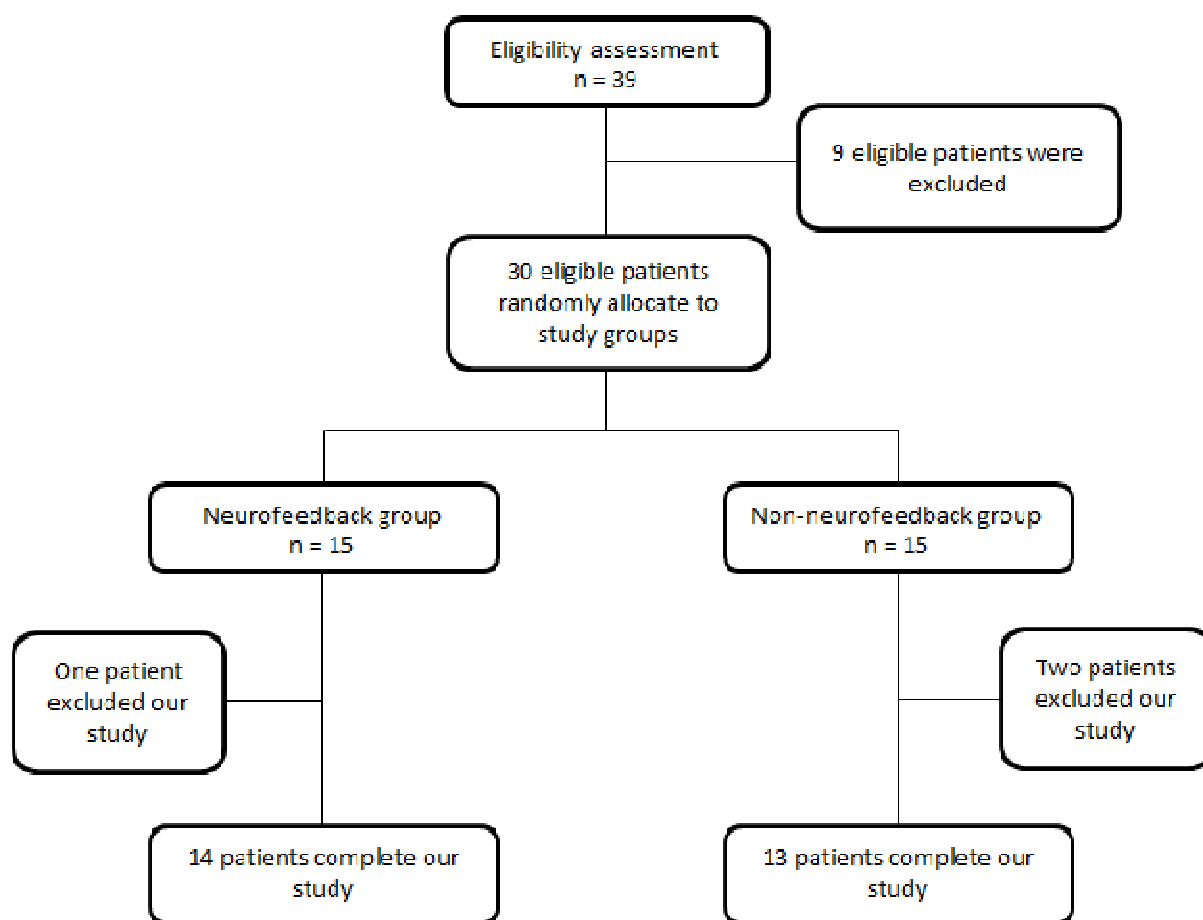 Eligibility assessment
n = 39
9 eligible patients were
excluded
30 eligible patients
randomly allocate to
study groups
Neurofeedback group
n = 15
Non-neurofeedback group
n = 15
One patient
excluded our
study
Two patients
excluded our
study
14 patients complete our
study
13 patients complete our
study